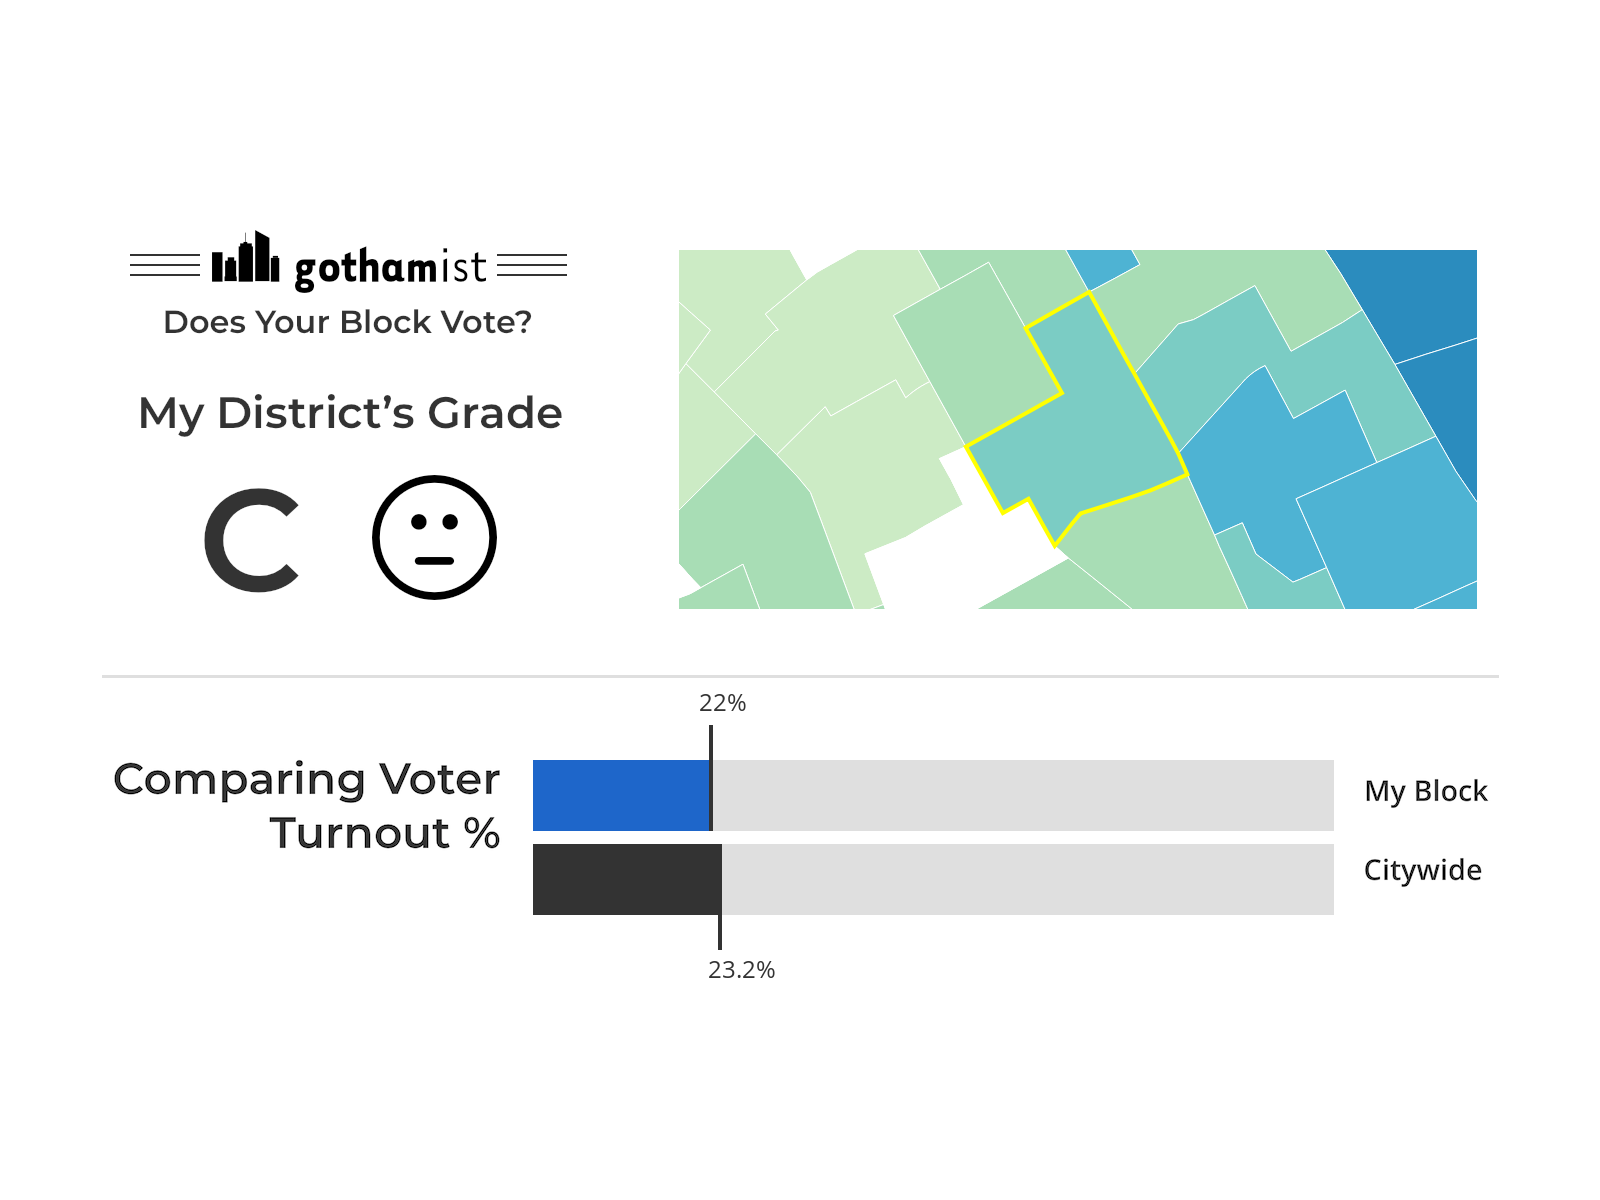 gothamist
Does Your Block Vote?
My District’s Grade
C
22%
Comparing Voter
Turnout %
My Block
Citywide
23.2%